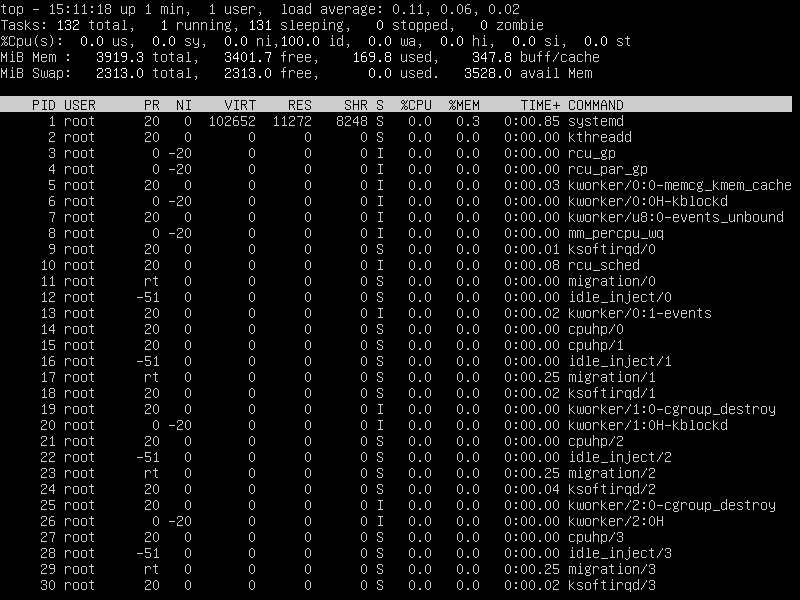 top - 15:11:18 up 1 min,  1 user,  load average: 0.11, 0.06, 0.02
Tasks: 132 total,   1 running, 131 sleeping,   0 stopped,   0 zombie
%Cpu(s):  0.0 us,  0.0 sy,  0.0 ni,100.0 id,  0.0 wa,  0.0 hi,  0.0 si,  0.0 st
MiB Mem :   3919.3 total,   3401.7 free,    169.8 used,    347.8 buff/cache
MiB Swap:   2313.0 total,   2313.0 free,      0.0 used.   3528.0 avail Mem
PID USER      PR  NI    VIRT    RES    SHR S  %CPU  %MEM     TIME+ COMMAND
1 root      20   0  102652  11272   8248 S   0.0   0.3   0:00.85 systemd
2 root      20   0       0      0      0 S   0.0   0.0   0:00.00 kthreadd
3 root       0 -20       0      0      0 I   0.0   0.0   0:00.00 rcu_gp
4 root       0 -20       0      0      0 I   0.0   0.0   0:00.00 rcu_par_gp
5 root      20   0       0      0      0 I   0.0   0.0   0:00.03 kworker/0:0-memcg_kmem_cache
6 root       0 -20       0      0      0 I   0.0   0.0   0:00.00 kworker/0:0H-kblockd
7 root      20   0       0      0      0 I   0.0   0.0   0:00.00 kworker/u8:0-events_unbound
8 root       0 -20       0      0      0 I   0.0   0.0   0:00.00 mm_percpu_wq
9 root      20   0       0      0      0 S   0.0   0.0   0:00.01 ksoftirqd/0
10 root      20   0       0      0      0 I   0.0   0.0   0:00.08 rcu_sched
11 root      rt   0       0      0      0 S   0.0   0.0   0:00.00 migration/0
12 root     -51   0       0      0      0 S   0.0   0.0   0:00.00 idle_inject/0
13 root      20   0       0      0      0 I   0.0   0.0   0:00.02 kworker/0:1-events
14 root      20   0       0      0      0 S   0.0   0.0   0:00.00 cpuhp/0
15 root      20   0       0      0      0 S   0.0   0.0   0:00.00 cpuhp/1
16 root     -51   0       0      0      0 S   0.0   0.0   0:00.00 idle_inject/1
17 root      rt   0       0      0      0 S   0.0   0.0   0:00.25 migration/1
18 root      20   0       0      0      0 S   0.0   0.0   0:00.02 ksoftirqd/1
19 root      20   0       0      0      0 I   0.0   0.0   0:00.00 kworker/1:0-cgroup_destroy
20 root       0 -20       0      0      0 I   0.0   0.0   0:00.00 kworker/1:0H-kblockd
21 root      20   0       0      0      0 S   0.0   0.0   0:00.00 cpuhp/2
22 root     -51   0       0      0      0 S   0.0   0.0   0:00.00 idle_inject/2
23 root      rt   0       0      0      0 S   0.0   0.0   0:00.25 migration/2
24 root      20   0       0      0      0 S   0.0   0.0   0:00.04 ksoftirqd/2
25 root      20   0       0      0      0 I   0.0   0.0   0:00.00 kworker/2:0-cgroup_destroy
26 root       0 -20       0      0      0 I   0.0   0.0   0:00.00 kworker/2:0H
27 root      20   0       0      0      0 S   0.0   0.0   0:00.00 cpuhp/3
28 root     -51   0       0      0      0 S   0.0   0.0   0:00.00 idle_inject/3
29 root      rt   0       0      0      0 S   0.0   0.0   0:00.25 migration/3
30 root      20   0       0      0      0 S   0.0   0.0   0:00.02 ksoftirqd/3